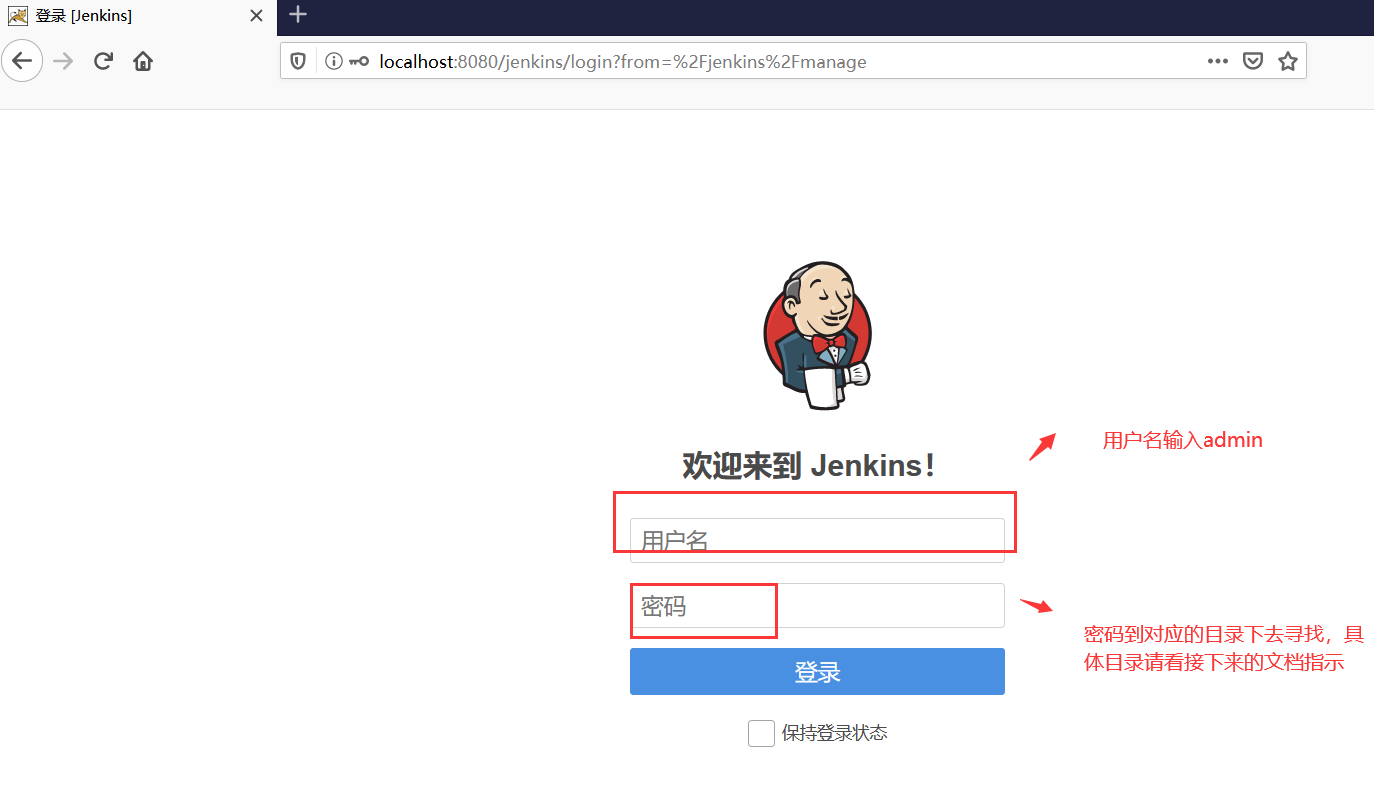 登录 [Jenkins]
localhost:8080/jenkins/login?from=%2Fjenkins%2Fmanage
用户名输入admin
欢迎来到 Jenkins！
用户名
密码
密码到对应的目录下去寻找，具
体目录请看接下来的文档指示
登录
保持登录状态